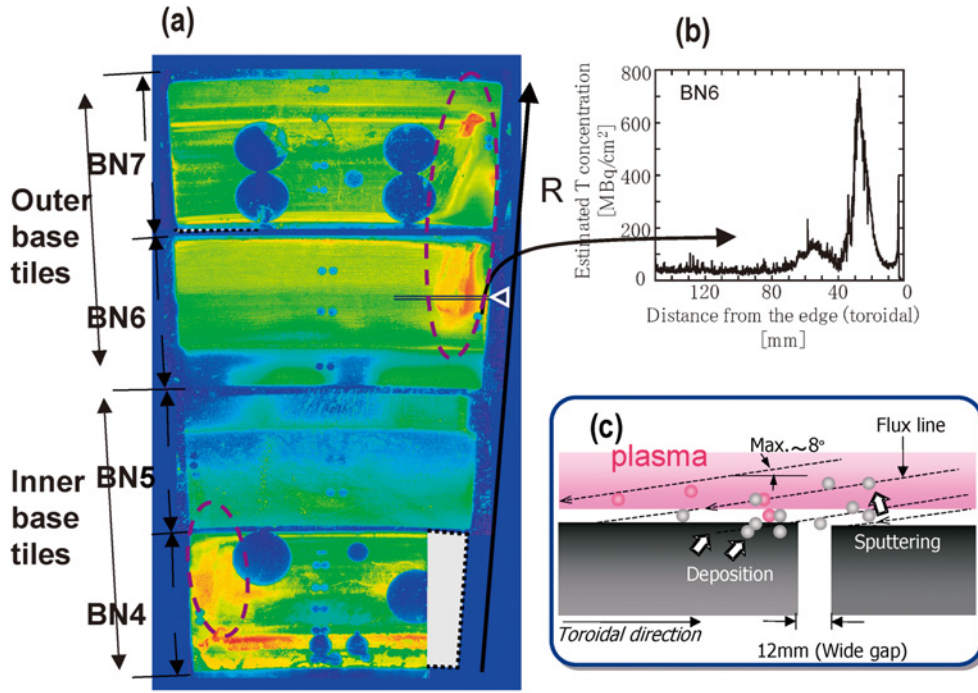 (a)
BN7
Outer
base
tiles
BN6
BN5
Inner
base
tiles
BN4
R
(b)
BN6
Estimated T concentration
[MBq/cm²]
800
600
400
200
0
120
80
40
0
Distance from the edge (toroidal)
[mm]
(c)
Max.~8°
Flux line
plasma
Sputtering
Deposition
Toroidal direction
12mm (Wide gap)